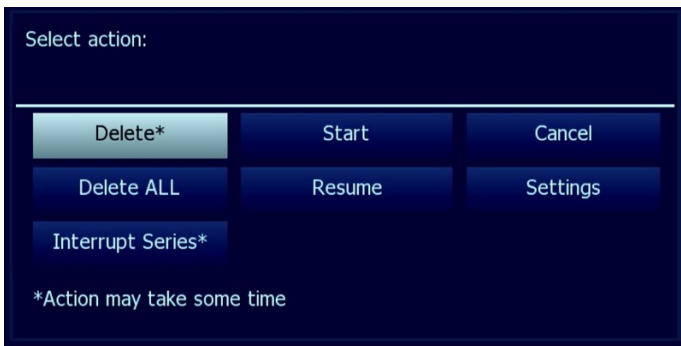 Select action:
Delete* Start Cancel
Delete ALL Resume Settings
Interrupt Series*
*Action may take some time